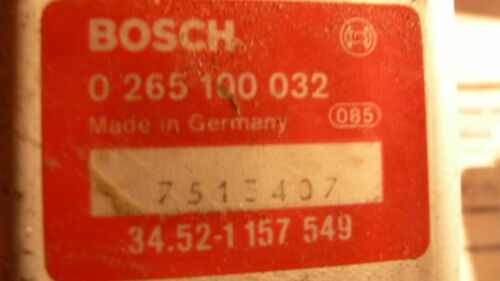 BOSCH
0 265 100 032
Made in Germany 085
7513407
34.52-1 157 549